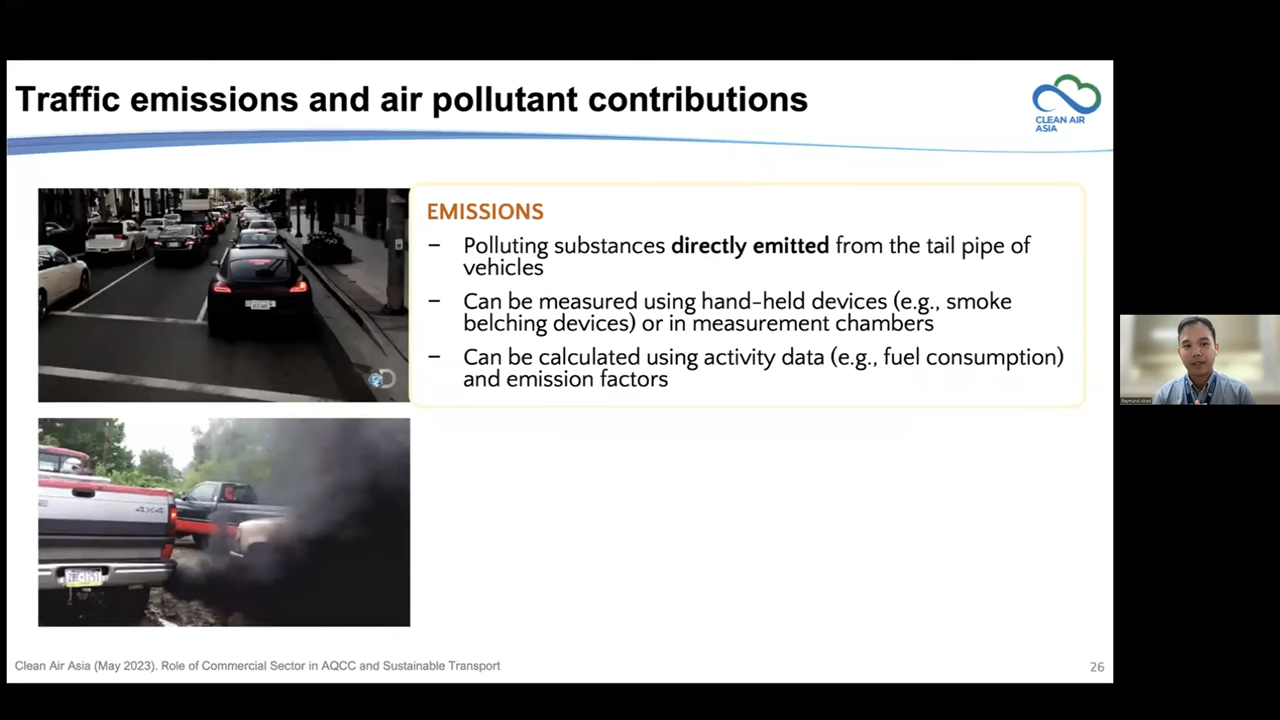 Traffic emissions and air pollutant contributions
CLEAN AIR
ASIA
EMISSIONS
– Polluting substances directly emitted from the tail pipe of
vehicles
– Can be measured using hand-held devices (e.g., smoke
belching devices) or in measurement chambers
– Can be calculated using activity data (e.g., fuel consumption)
and emission factors
4X4
Raymund Abad
Clean Air Asia (May 2023). Role of Commercial Sector in AQCC and Sustainable Transport
26